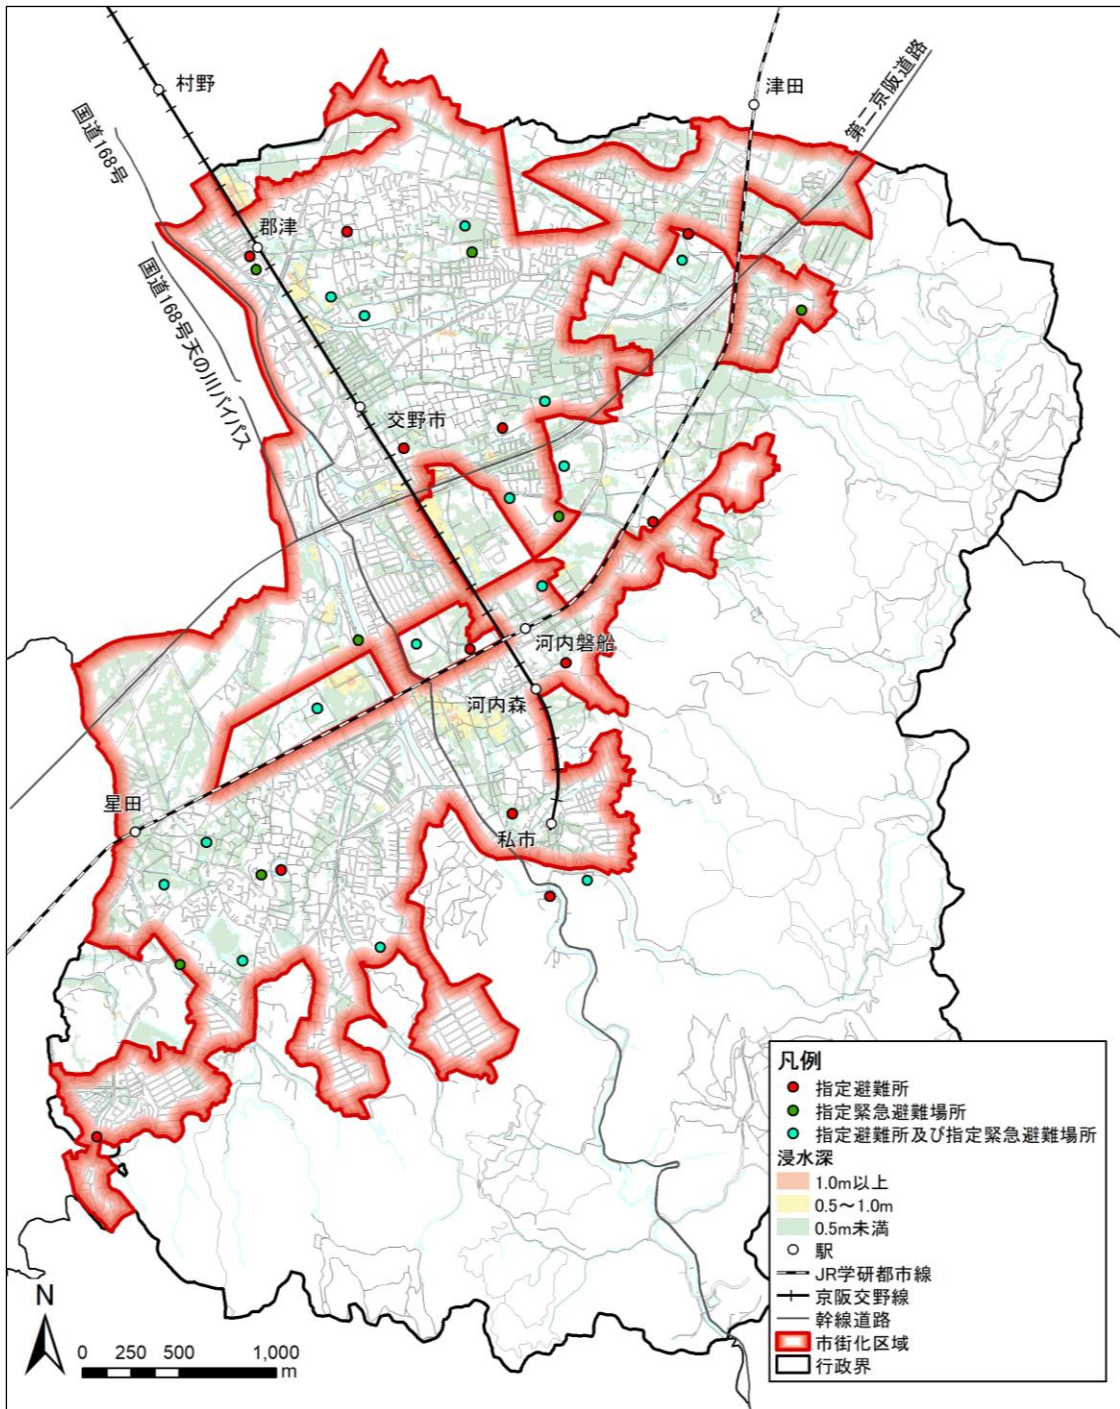 村野
津田
第二京阪道路
国道168号
郡津
国道168号天の川バイパス
交野市
河内磐船
河内森
星田
私市
凡例
指定避難所
指定緊急避難場所
指定避難所及び指定緊急避難場所
浸水深
1.0m以上
0.5～1.0m
0.5m未満
駅
JR学研都市線
京阪交野線
幹線道路
市街化区域
行政界
N
0 250 500 1,000
m